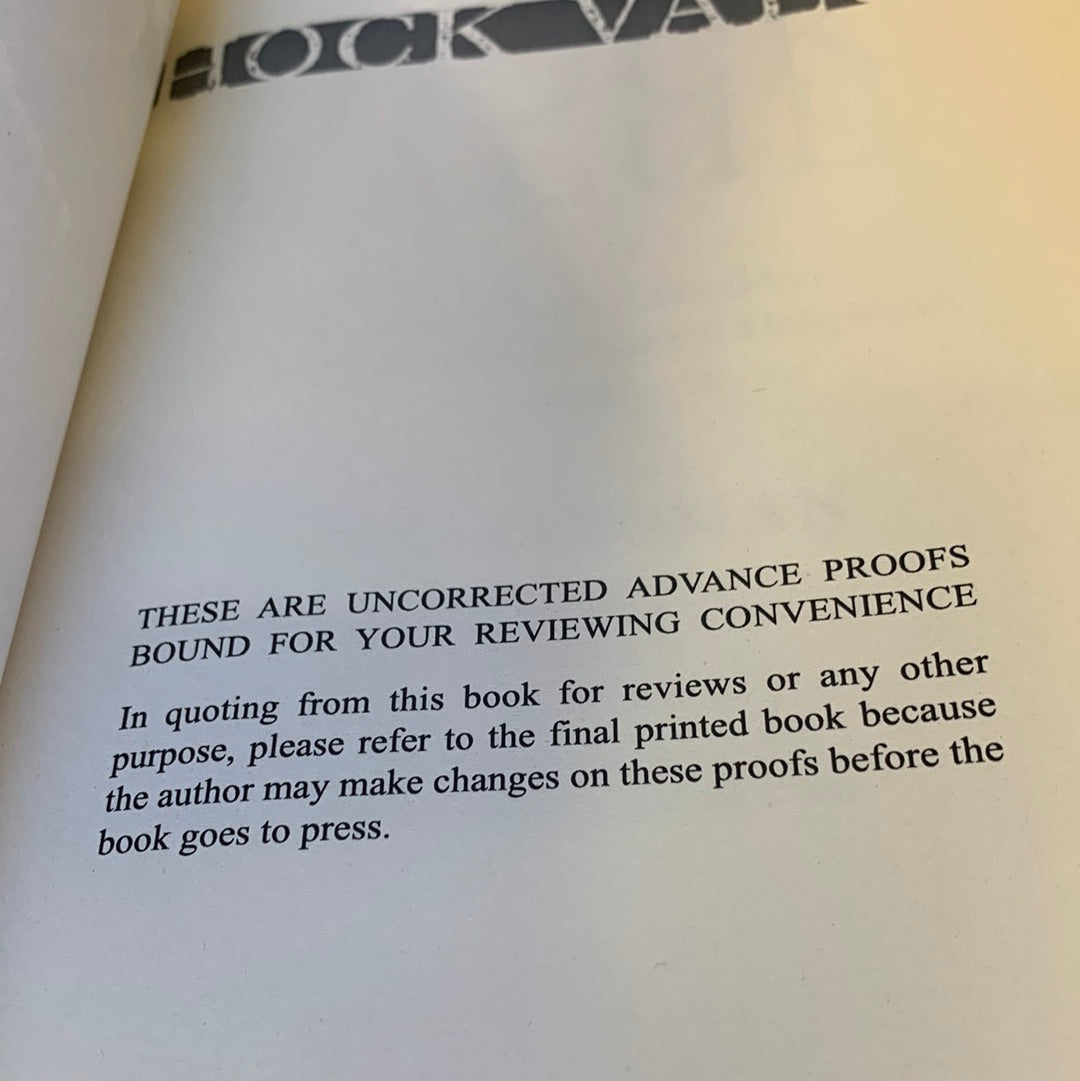 OCK VA
THESE ARE UNCORRECTED ADVANCE PROOFS
BOUND FOR YOUR REVIEWING CONVENIENCE
In quoting from this book for reviews or any other
purpose, please refer to the final printed book because
the author may make changes on these proofs before the
book goes to press.